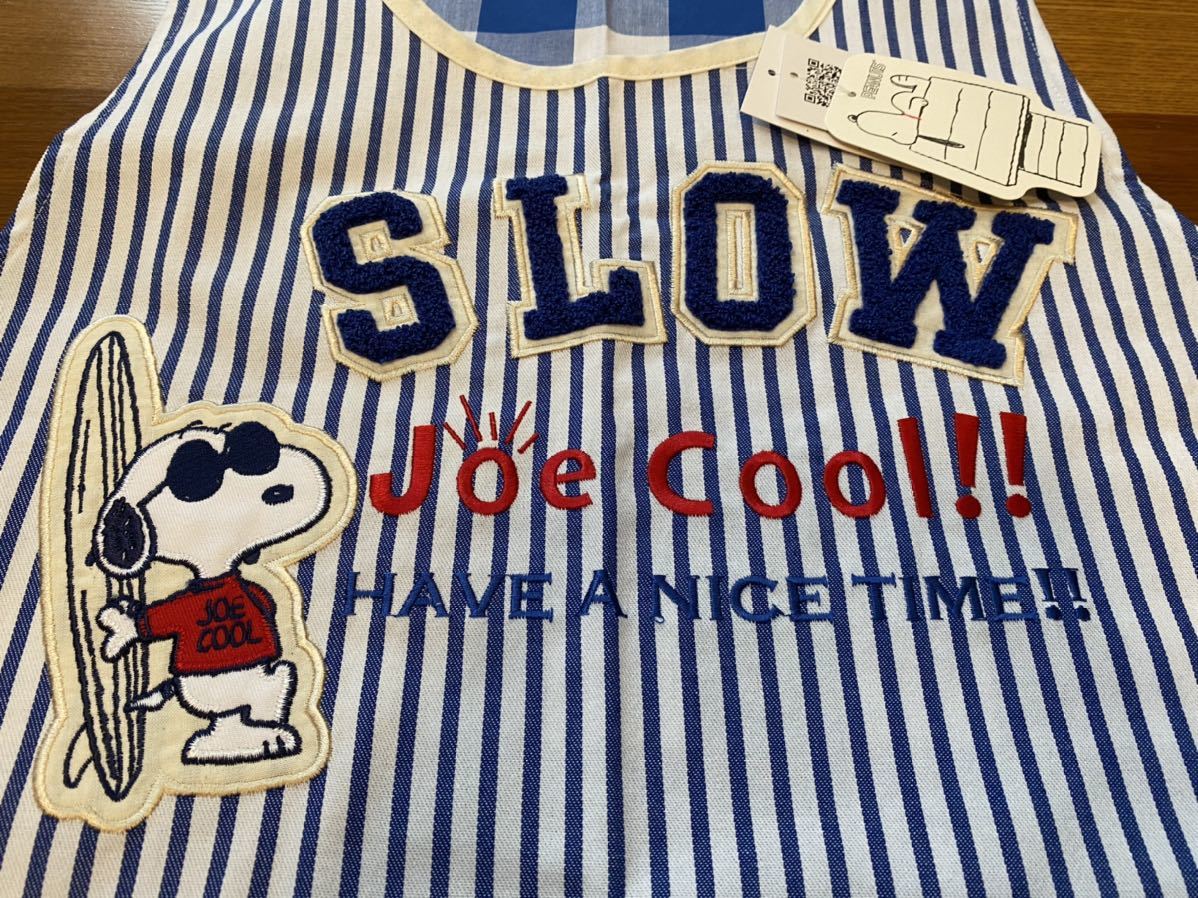 PEANUTS
SLOW
Joe Cool!!
HAVE A NICE TIME!!
JOE
COOL